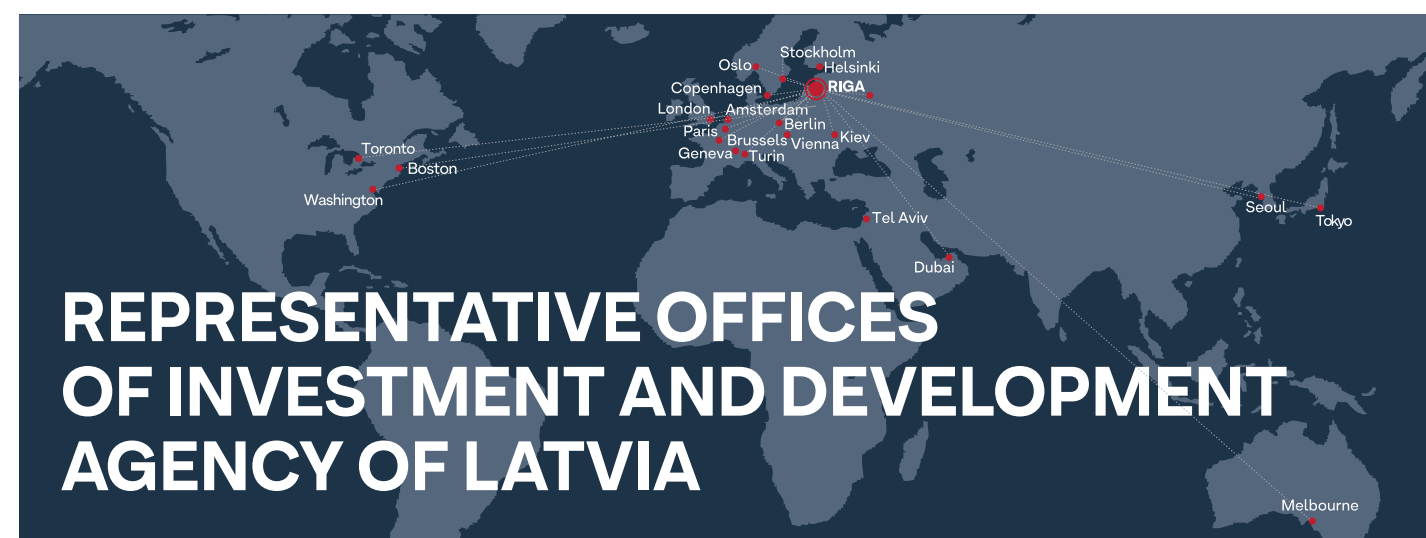 Stockholm
Oslo
Helsinki
Copenhagen
RIGA
London
Amsterdam
Berlin
Paris
Brussels
Vienna
Kiev
Geneva
Turin
Toronto
Boston
Washington
Seoul
Tokyo
Tel Aviv
Dubai
REPRESENTATIVE OFFICES
OF INVESTMENT AND DEVELOPMENT
AGENCY OF LATVIA
Melbourne